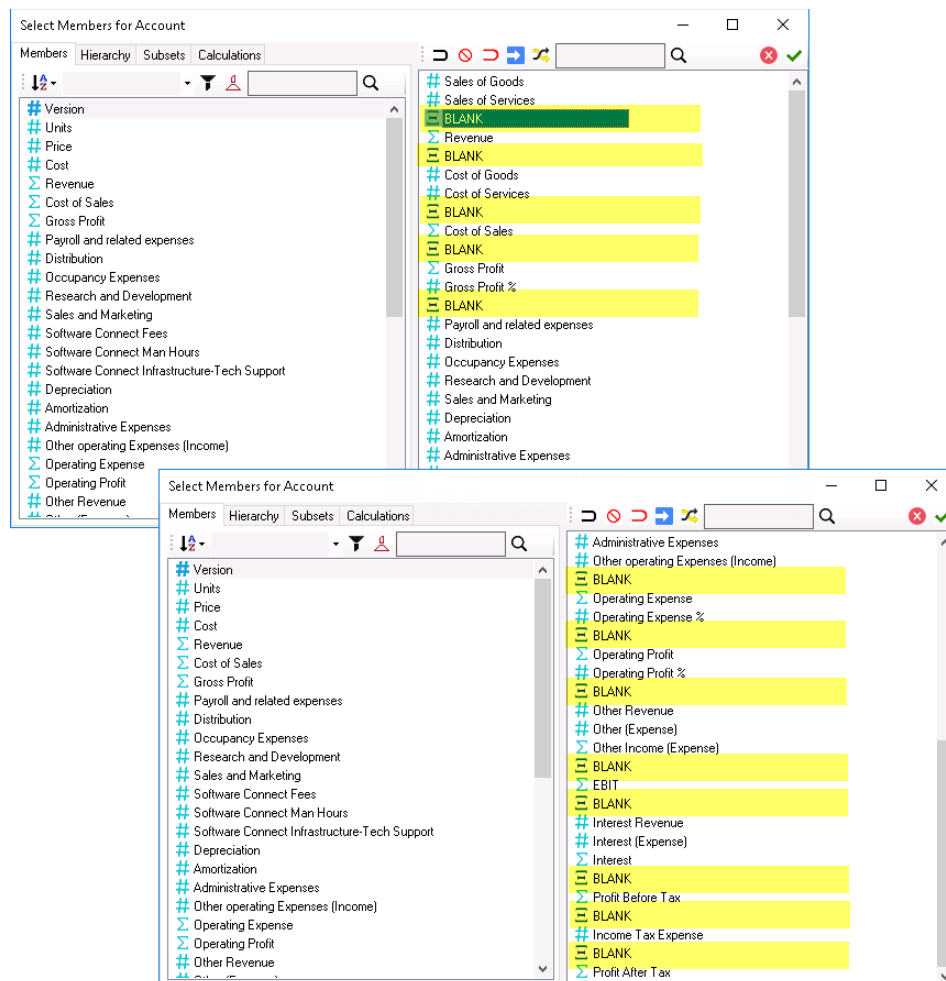 Select Members for Account
Members Hierarchy Subsets Calculations
Version
Units
Price
Cost
Revenue
Cost of Sales
Gross Profit
Payroll and related expenses
Distribution
Occupancy Expenses
Research and Development
Sales and Marketing
Software Connect Fees
Software Connect Man Hours
Software Connect Infrastructure-Tech Support
Depreciation
Amortization
Administrative Expenses
Other operating Expenses (Income)
Operating Expense
Operating Profit
Other Revenue
Sales of Goods
Sales of Services
BLANK
Revenue
BLANK
Cost of Goods
Cost of Services
BLANK
Cost of Sales
BLANK
Gross Profit
Gross Profit %
BLANK
Payroll and related expenses
Distribution
Occupancy Expenses
Research and Development
Sales and Marketing
Depreciation
Amortization
Administrative Expenses
Select Members for Account
Members Hierarchy Subsets Calculations
Version
Units
Price
Cost
Revenue
Cost of Sales
Gross Profit
Payroll and related expenses
Distribution
Occupancy Expenses
Research and Development
Sales and Marketing
Software Connect Fees
Software Connect Man Hours
Software Connect Infrastructure-Tech Support
Depreciation
Amortization
Administrative Expenses
Other operating Expenses (Income)
Operating Expense
Operating Profit
Other Revenue
Administrative Expenses
Other operating Expenses (Income)
BLANK
Operating Expense
Operating Expense %
BLANK
Operating Profit
Operating Profit %
BLANK
Other Revenue
Other (Expense)
Other Income (Expense)
BLANK
EBIT
BLANK
Interest Revenue
Interest (Expense)
Interest
BLANK
Profit Before Tax
BLANK
Income Tax Expense
BLANK
Profit After Tax